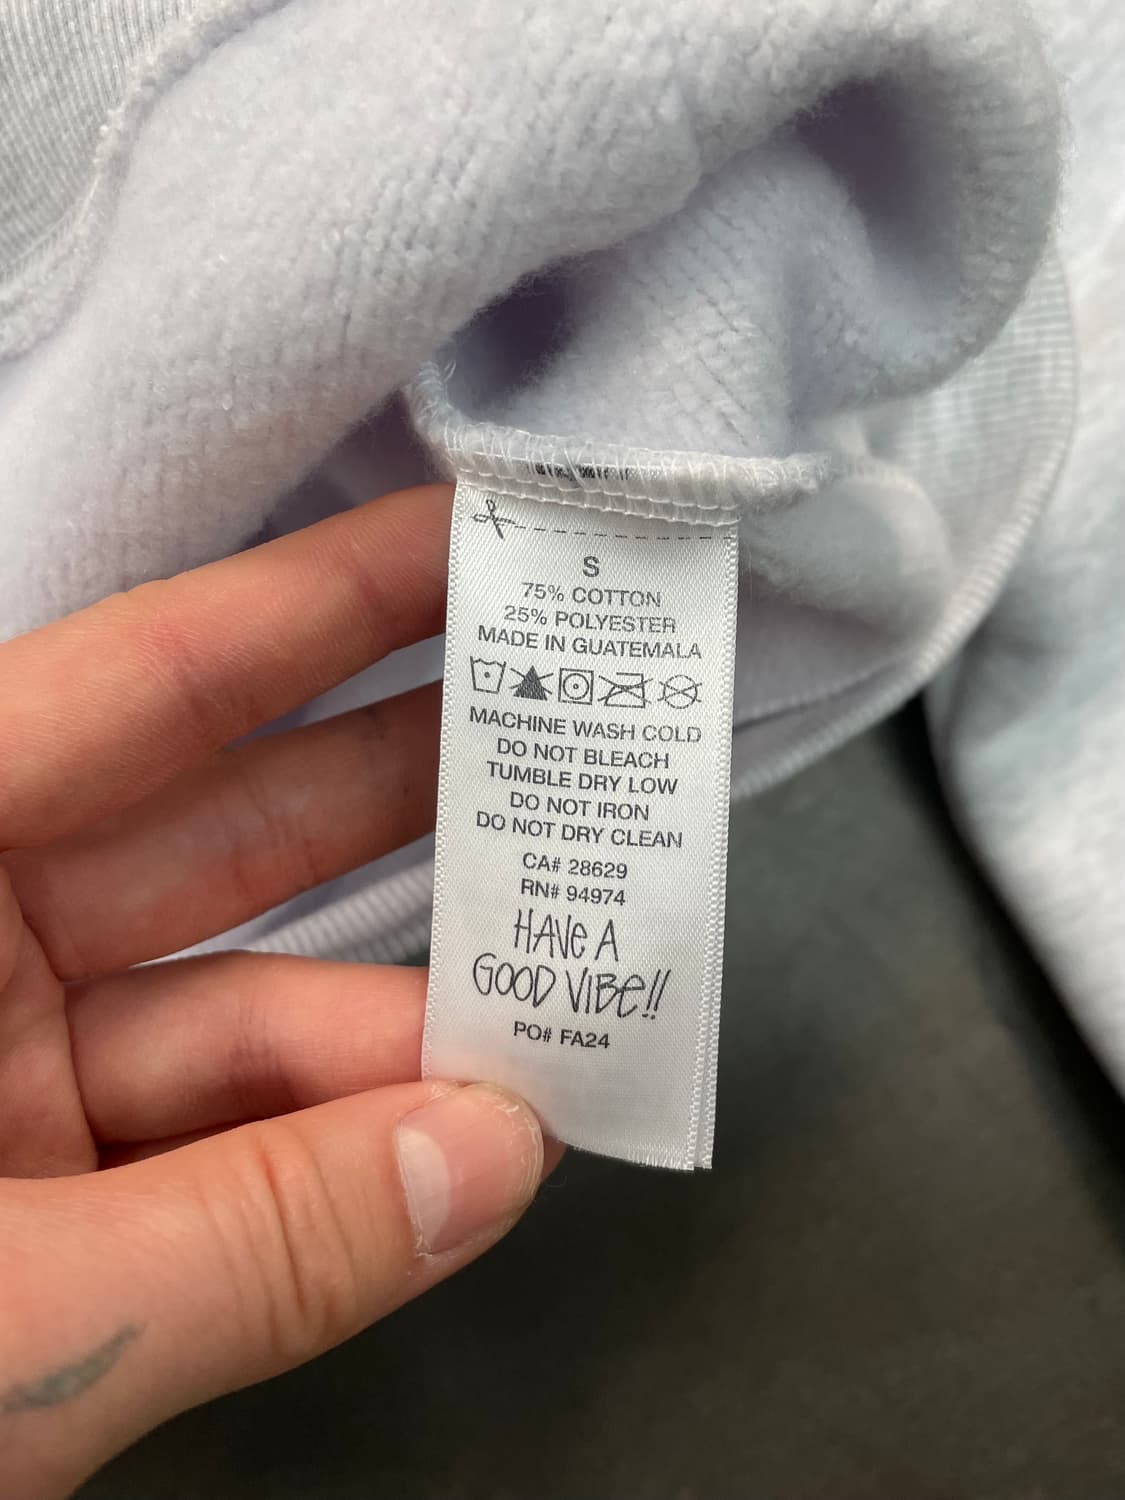 S
75% COTTON
25% POLYESTER
MADE IN GUATEMALA
MACHINE WASH COLD
DO NOT BLEACH
TUMBLE DRY LOW
DO NOT IRON
DO NOT DRY CLEAN
CA# 28629
RN# 94974
HAVe A
GOOD VIBe!!
PO# FA24